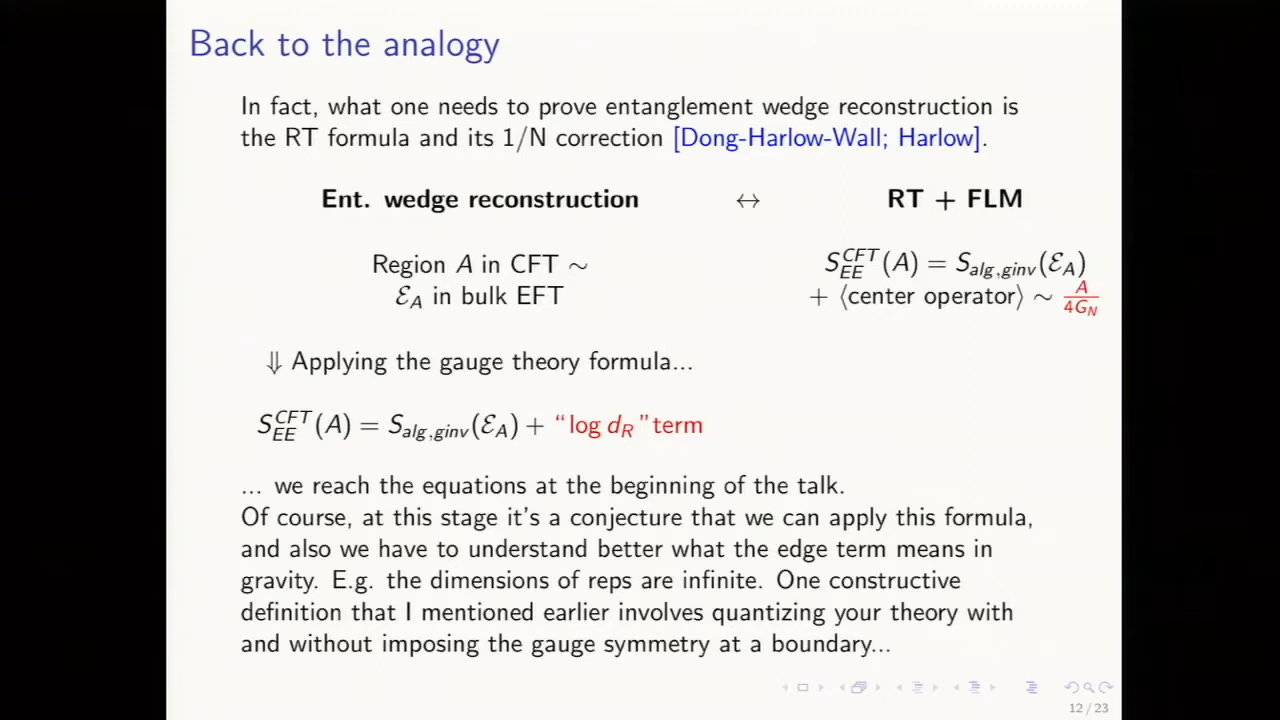 Back to the analogy
In fact, what one needs to prove entanglement wedge reconstruction is
the RT formula and its 1/N correction [Dong-Harlow-Wall; Harlow].
Ent. wedge reconstruction ↔ RT + FLM
Region A in CFT ∼
ℰ_A in bulk EFT
S_{EE}^{CFT}(A) = S_{alg,ginv}(ℰ_A)
+ ⟨center operator⟩ ∼ A/4G_N
⇓ Applying the gauge theory formula...
S_{EE}^{CFT}(A) = S_{alg,ginv}(ℰ_A) + “log d_R” term
... we reach the equations at the beginning of the talk.
Of course, at this stage it's a conjecture that we can apply this formula,
and also we have to understand better what the edge term means in
gravity. E.g. the dimensions of reps are infinite. One constructive
definition that I mentioned earlier involves quantizing your theory with
and without imposing the gauge symmetry at a boundary...
12 / 23